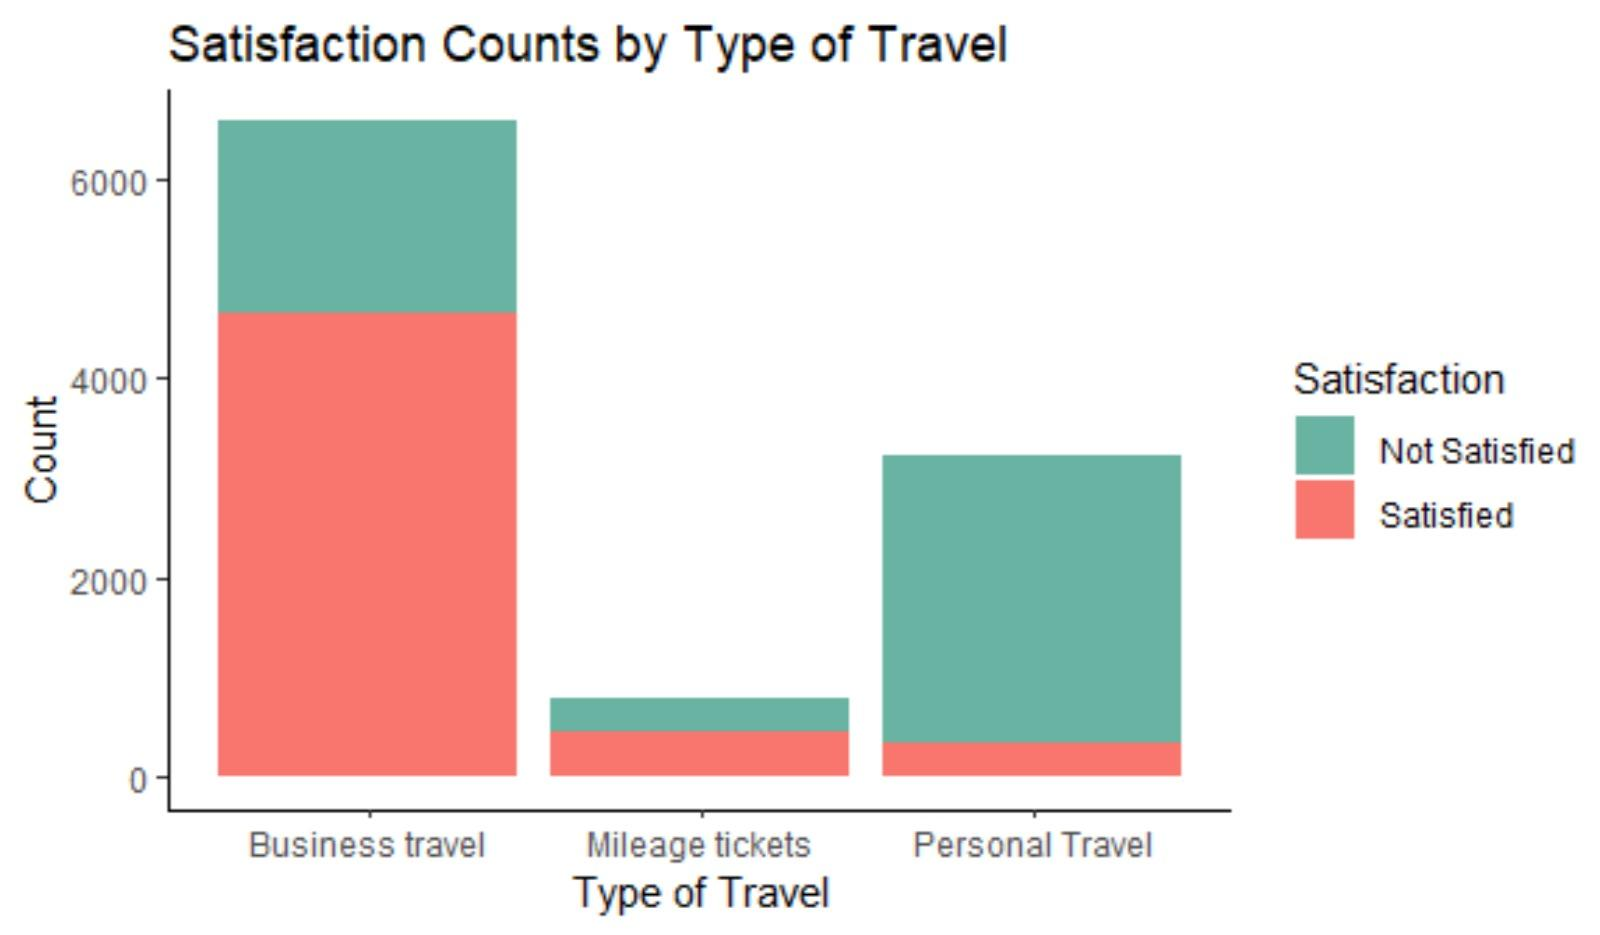 Satisfaction Counts by Type of Travel
6000
4000
2000
0
Count
Business travel
Mileage tickets
Personal Travel
Type of Travel
Satisfaction
Not Satisfied
Satisfied